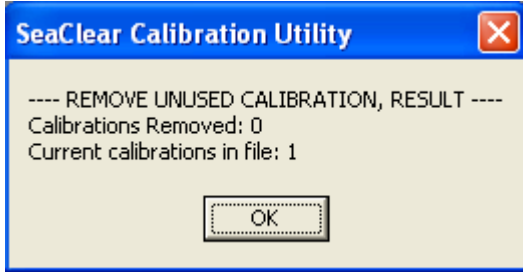 SeaClear Calibration Utility
---- REMOVE UNUSED CALIBRATION, RESULT ----
Calibrations Removed: 0
Current calibrations in file: 1
OK